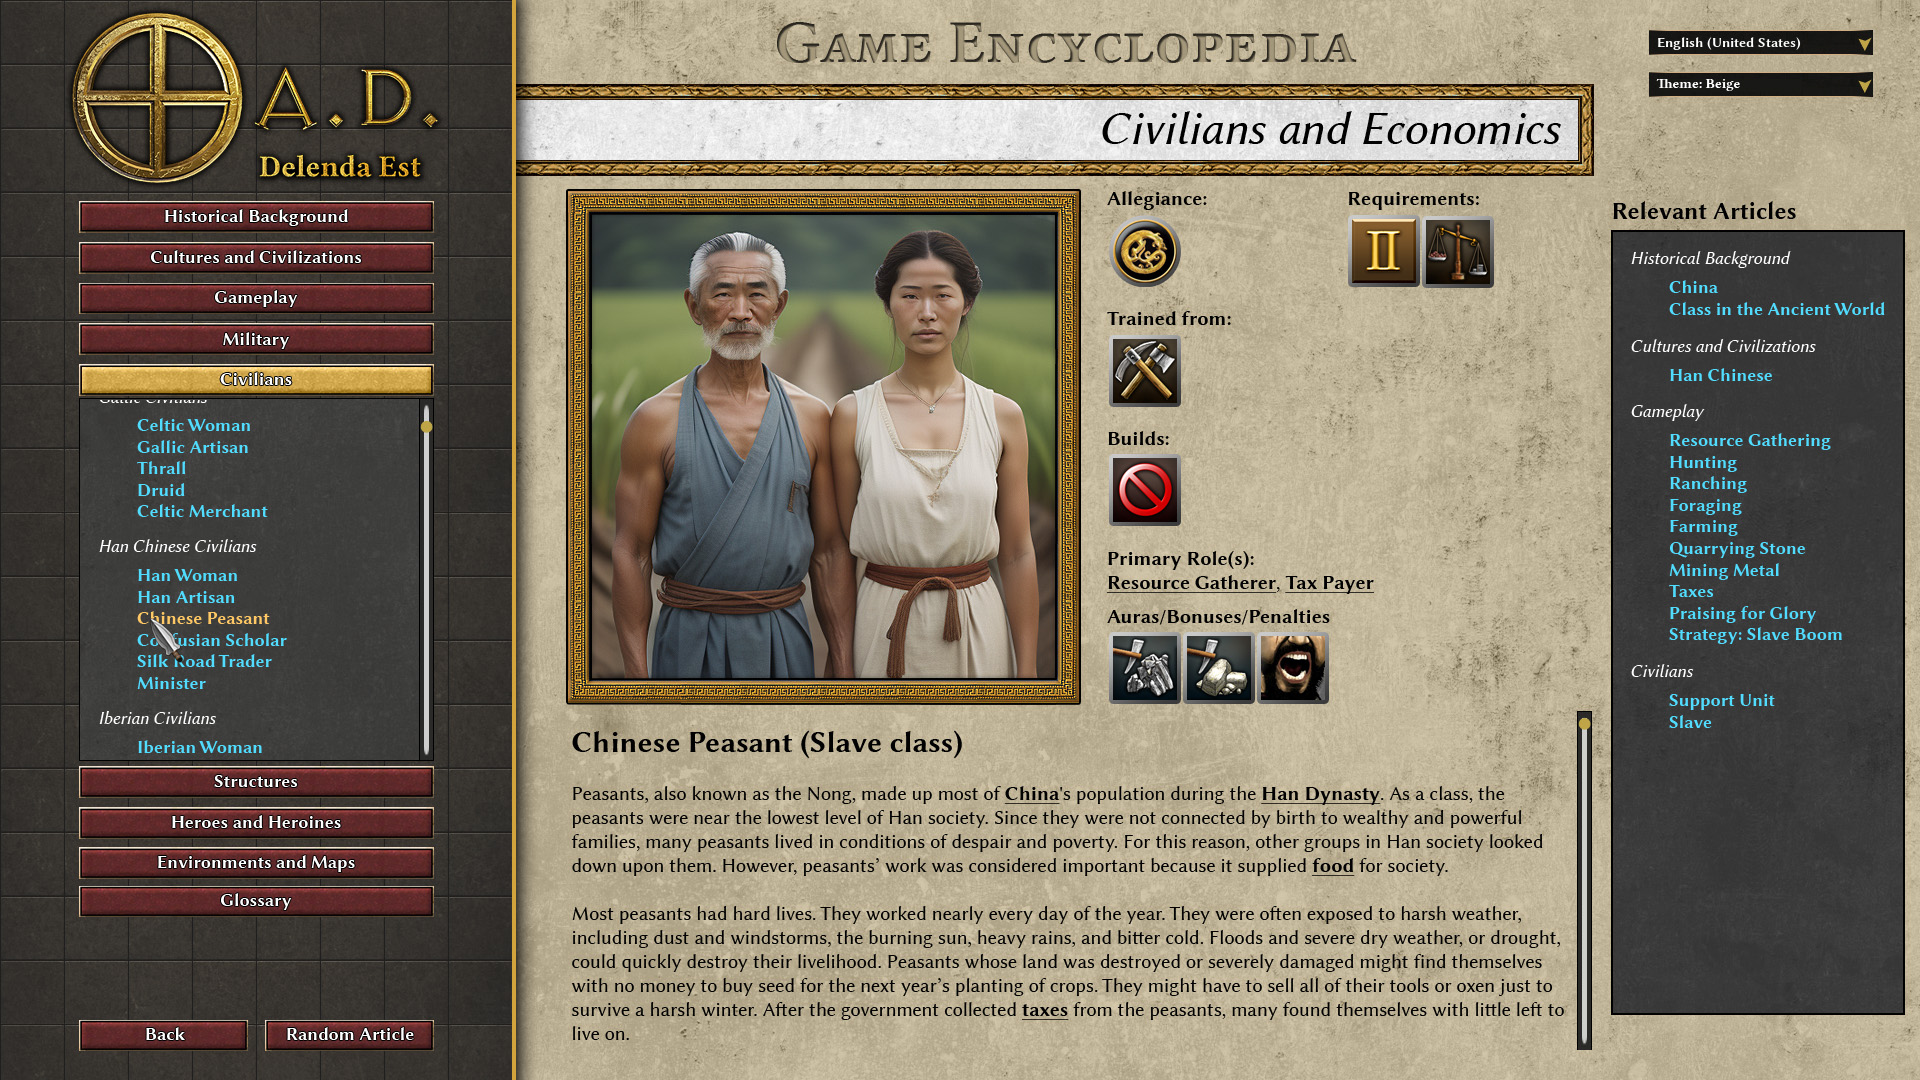 A.D.
Delenda Est
Historical Background
Cultures and Civilizations
Gameplay
Military
Civilians
Gallic Civilians
Celtic Woman
Gallic Artisan
Thrall
Druid
Celtic Merchant
Han Chinese Civilians
Han Woman
Han Artisan
Chinese Peasant
Confusian Scholar
Silk Road Trader
Minister
Iberian Civilians
Iberian Woman
Structures
Heroes and Heroines
Environments and Maps
Glossary
Back
Random Article
Game Encyclopedia
Civilians and Economics
English (United States)
Theme: Beige
Allegiance:
Requirements:
II
Trained from:
Builds:
Primary Role(s):
Resource Gatherer, Tax Payer
Auras/Bonuses/Penalties
Chinese Peasant (Slave class)
Peasants, also known as the Nong, made up most of China's population during the Han Dynasty. As a class, the
peasants were near the lowest level of Han society. Since they were not connected by birth to wealthy and powerful
families, many peasants lived in conditions of despair and poverty. For this reason, other groups in Han society looked
down upon them. However, peasants’ work was considered important because it supplied food for society.
Most peasants had hard lives. They worked nearly every day of the year. They were often exposed to harsh weather,
including dust and windstorms, the burning sun, heavy rains, and bitter cold. Floods and severe dry weather, or drought,
could quickly destroy their livelihood. Peasants whose land was destroyed or severely damaged might find themselves
with no money to buy seed for the next year’s planting of crops. They might have to sell all of their tools or oxen just to
survive a harsh winter. After the government collected taxes from the peasants, many found themselves with little left to
live on.
Relevant Articles
Historical Background
China
Class in the Ancient World
Cultures and Civilizations
Han Chinese
Gameplay
Resource Gathering
Hunting
Ranching
Foraging
Farming
Quarrying Stone
Mining Metal
Taxes
Praising for Glory
Strategy: Slave Boom
Civilians
Support Unit
Slave